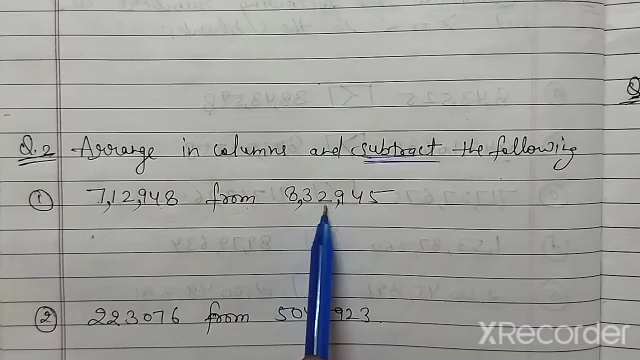 Q.2 Arrange in columns and subtract the following
① 7,12,948 from 8,32,945
② 223076 from
XRecorder